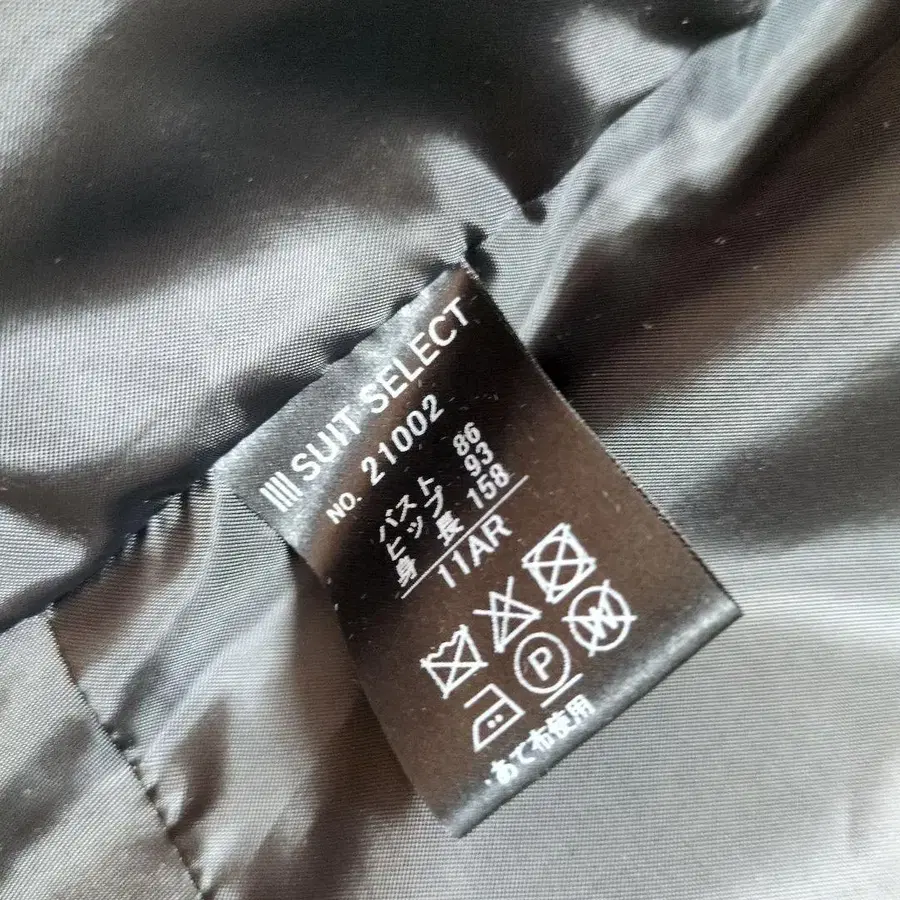 SUIT SELECT
NO. 21002
バスト 86
ヒップ 93
身長 158
11AR
P
W
・あて布使用